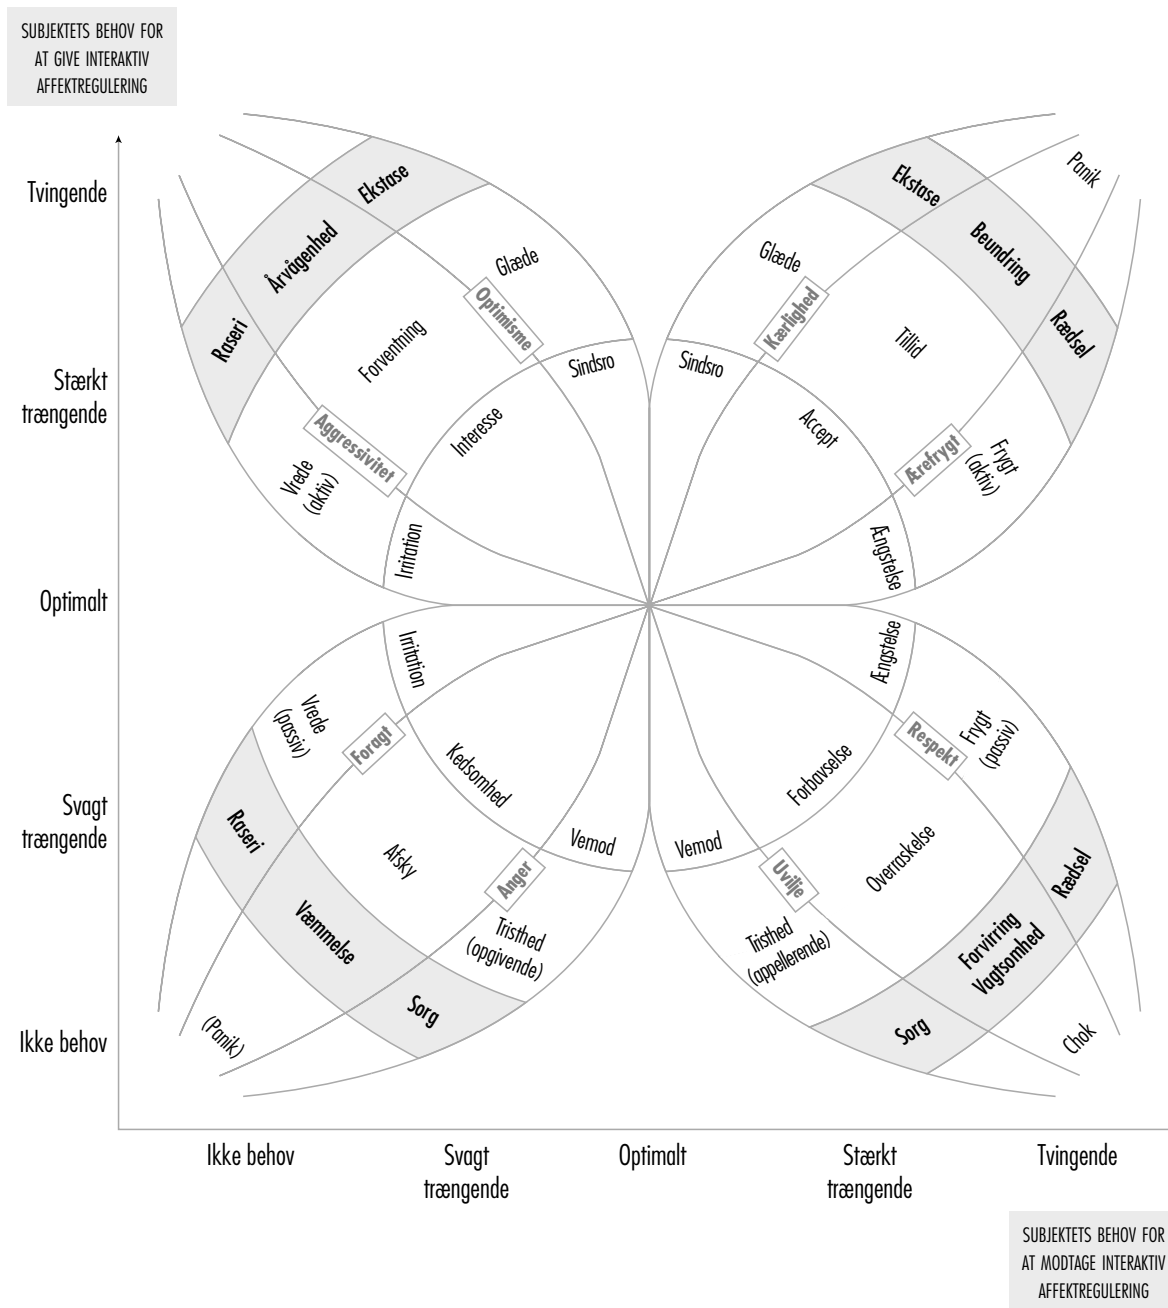 SUBJEKTETS BEHOV FOR
AT GIVE INTERAKTIV
AFFEKTREGULERING
Tvingende
Stærkt
trængende
Optimalt
Svagt
trængende
Ikke behov
Ekstase
Årvågenhed
Raseri
Glæde
Optimisme
Forventning
Sindsro
Interesse
Aggressivitet
Vrede
(aktiv)
Irritation
Panik
Ekstase
Beundring
Rædsel
Glæde
Kærlighed
Tillid
Sindsro
Accept
Ærefrygt
Frygt
(aktiv)
Ængstelse
Irritation
Vrede
(passiv)
Foragt
Kedsomhed
Raseri
Afsky
Vemod
Anger
Væmmelse
Tristhed
(opgivende)
Sorg
(Panik)
Ængstelse
Frygt
(passiv)
Respekt
Forbavselse
Vemod
Uvilje
Overraskelse
Rædsel
Tristhed
(appellerende)
Forvirring
Vagtsomhed
Sorg
Chok
Ikke behov
Svagt
trængende
Optimalt
Stærkt
trængende
Tvingende
SUBJEKTETS BEHOV FOR
AT MODTAGE INTERAKTIV
AFFEKTREGULERING